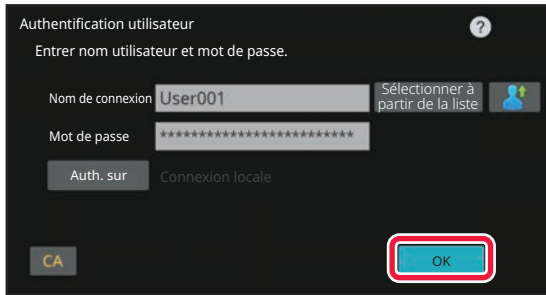 Authentification utilisateur
?
Entrer nom utilisateur et mot de passe.
Nom de connexion User001 Sélectionner à
partir de la liste
Mot de passe **************************
Auth. sur Connexion locale
CA OK